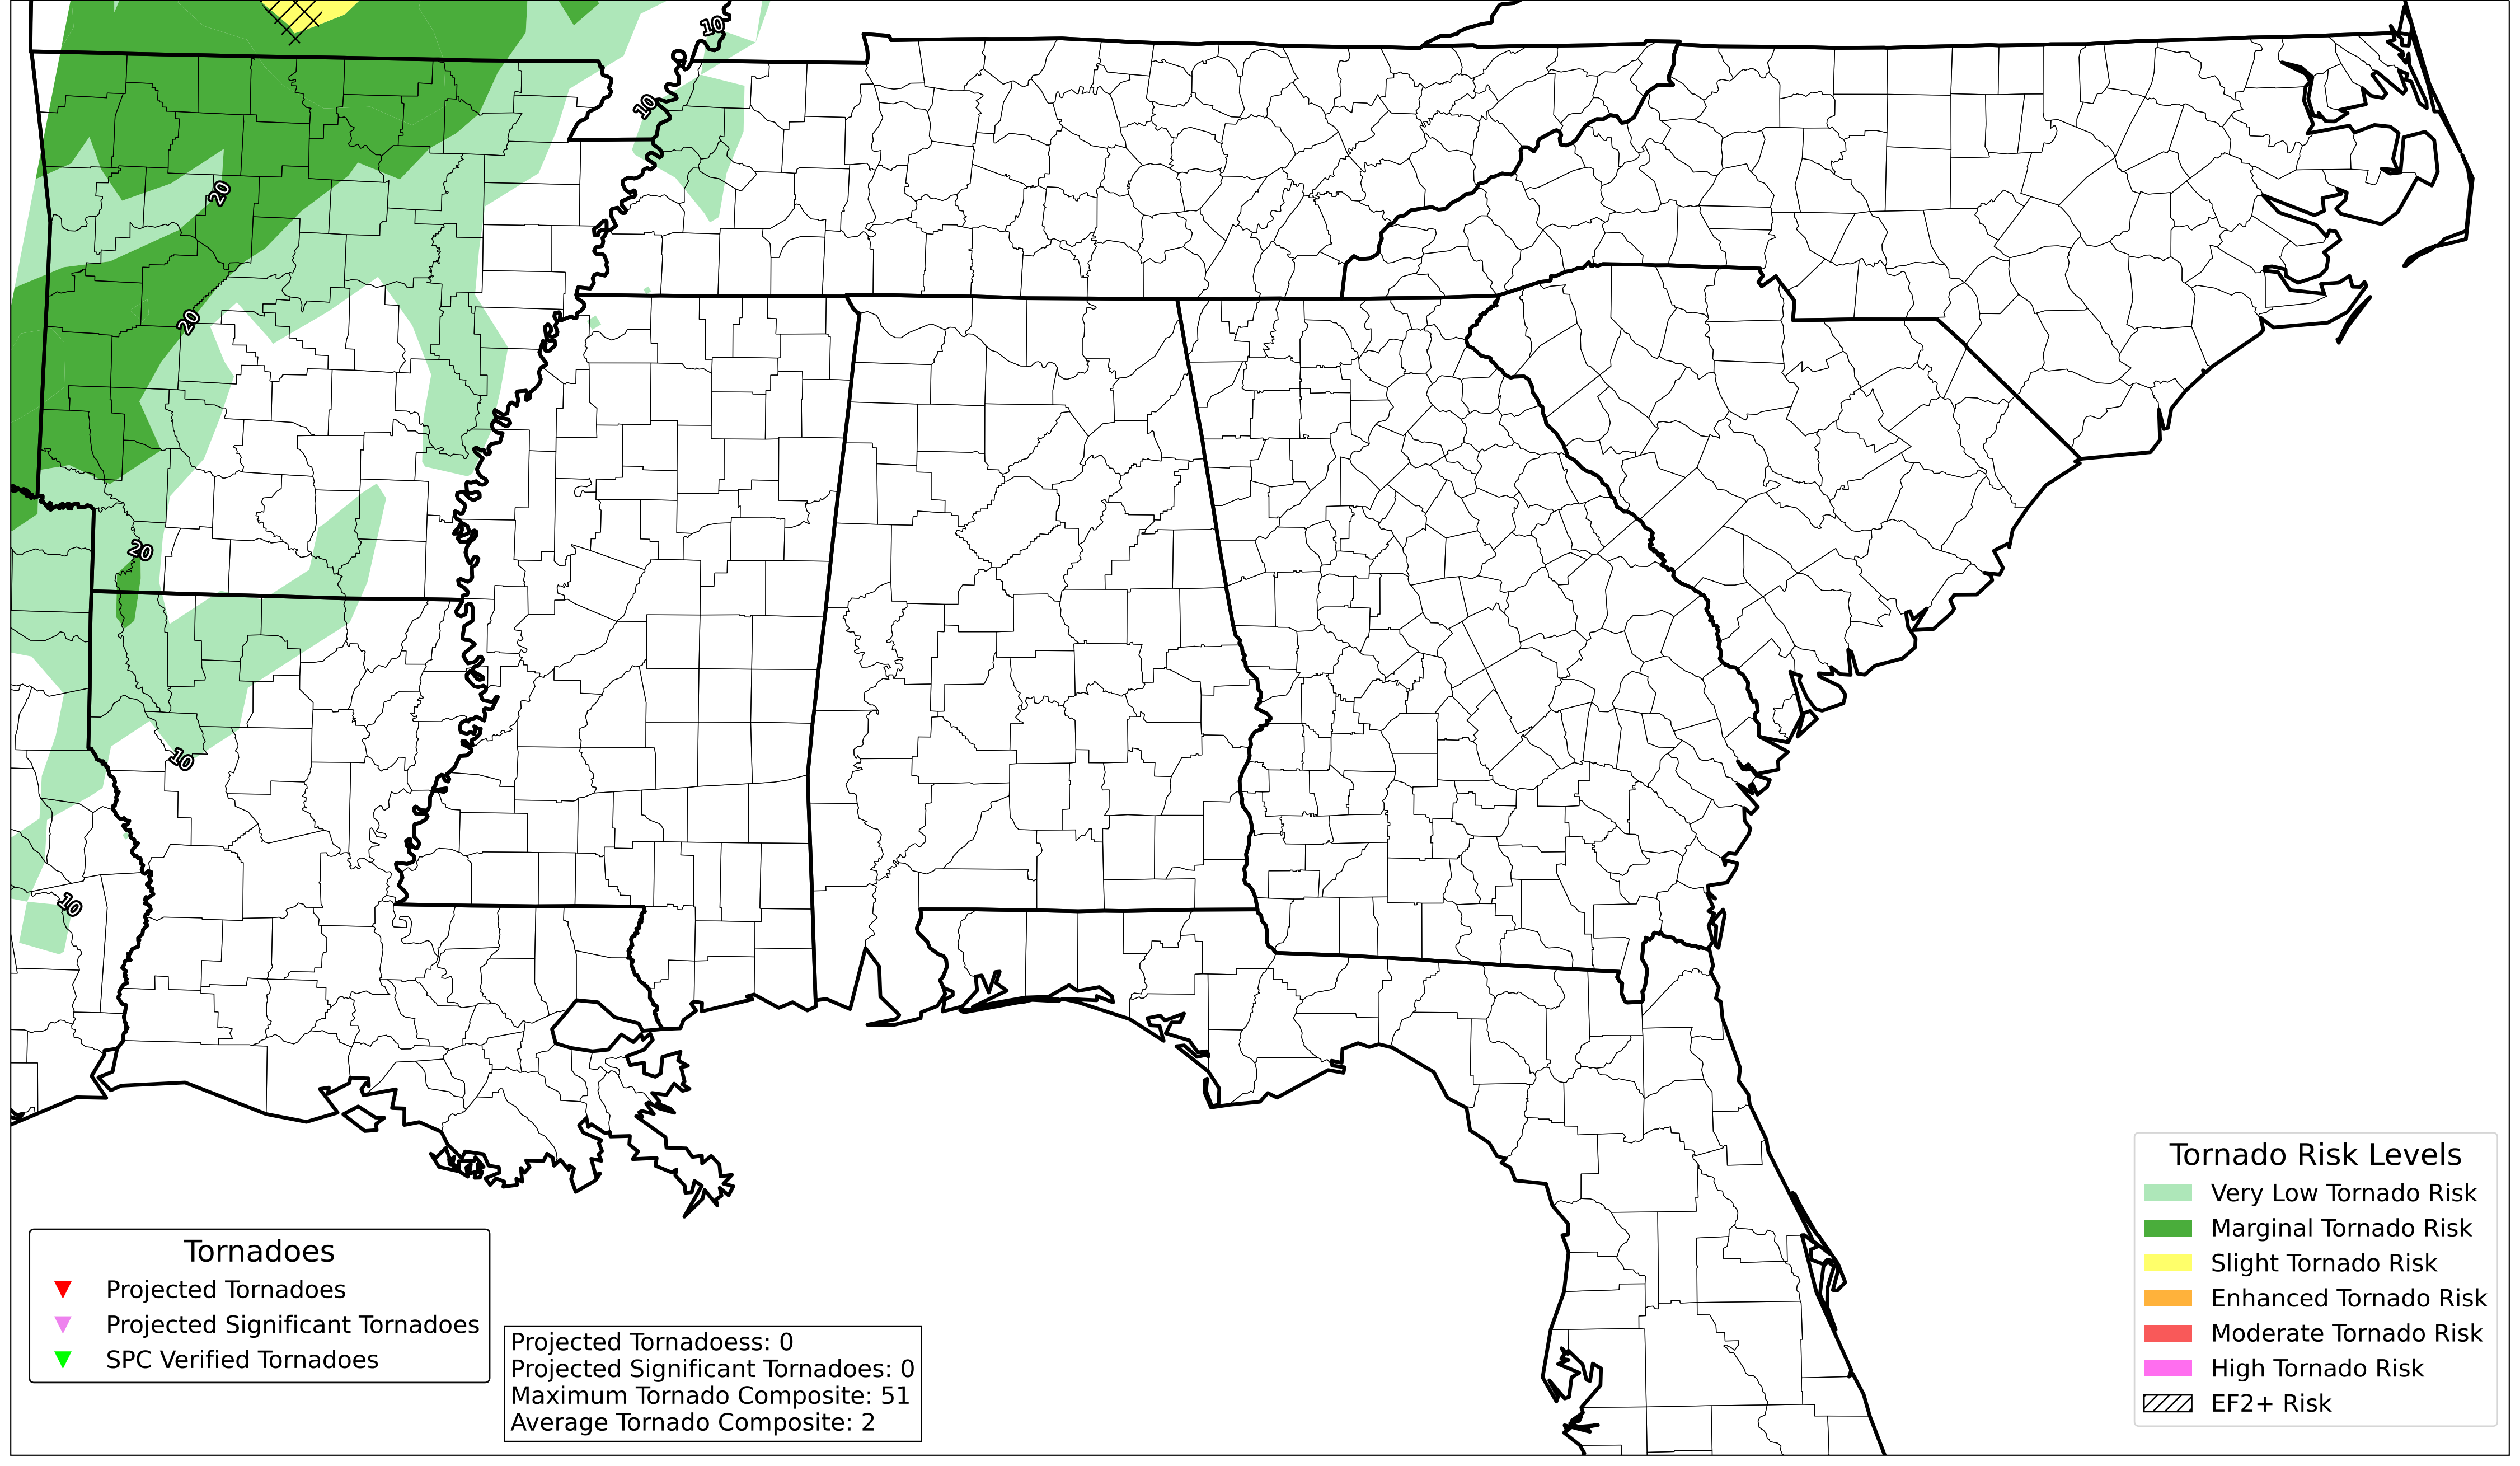 10
10
20
20
20
10
10
Tornado Risk Levels
Very Low Tornado Risk
Marginal Tornado Risk
Slight Tornado Risk
Enhanced Tornado Risk
Moderate Tornado Risk
High Tornado Risk
EF2+ Risk
Tornadoes
Projected Tornadoes
Projected Significant Tornadoes
SPC Verified Tornadoes
Projected Tornadoess: 0
Projected Significant Tornadoes: 0
Maximum Tornado Composite: 51
Average Tornado Composite: 2